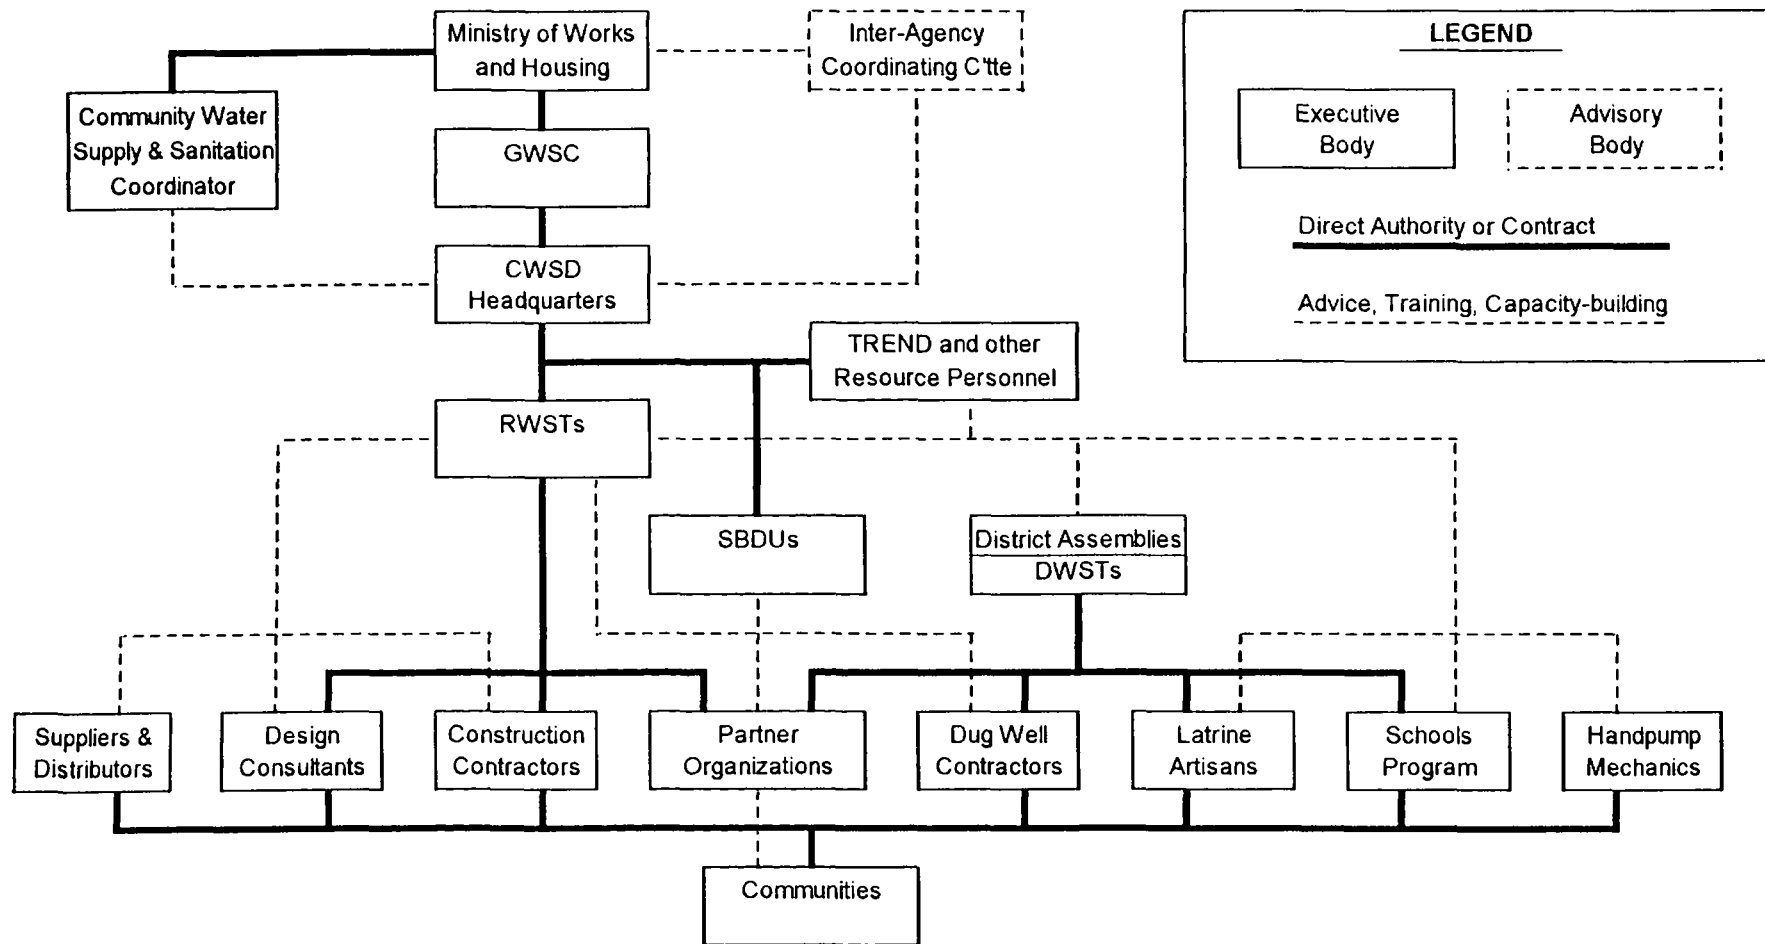 Ministry of Works
and Housing
Inter-Agency
Coordinating C'tte
LEGEND
Community Water
Supply & Sanitation
Coordinator
Executive
Body
Advisory
Body
GWSC
Direct Authority or Contract
CWSD
Headquarters
Advice, Training, Capacity-building
TREND and other
Resource Personnel
RWSTs
SBDUs
District Assemblies
DWSTs
Suppliers &
Distributors
Design
Consultants
Construction
Contractors
Partner
Organizations
Dug Well
Contractors
Latrine
Artisans
Schools
Program
Handpump
Mechanics
Communities